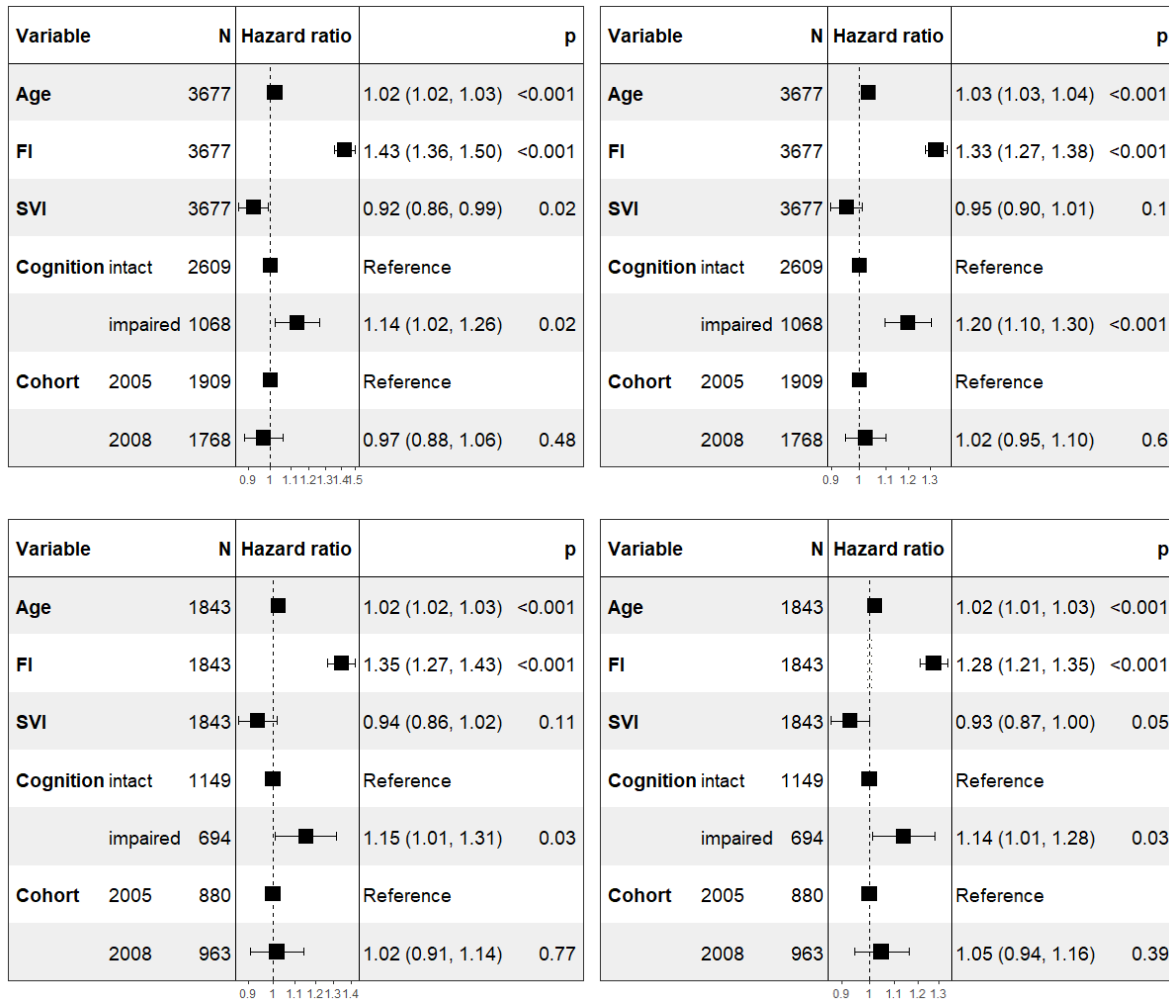 Variable N Hazard ratio p
Age 3677 1.02 (1.02, 1.03) <0.001
FI 3677 1.43 (1.36, 1.50) <0.001
SVI 3677 0.92 (0.86, 0.99) 0.02
Cognition intact 2609 Reference
impaired 1068 1.14 (1.02, 1.26) 0.02
Cohort 2005 1909 Reference
2008 1768 0.97 (0.88, 1.06) 0.48
0.9 1 1.1 1.2 1.3 1.4 1.5
Variable N Hazard ratio p
Age 3677 1.03 (1.03, 1.04) <0.001
FI 3677 1.33 (1.27, 1.38) <0.001
SVI 3677 0.95 (0.90, 1.01) 0.1
Cognition intact 2609 Reference
impaired 1068 1.20 (1.10, 1.30) <0.001
Cohort 2005 1909 Reference
2008 1768 1.02 (0.95, 1.10) 0.6
0.9 1 1.1 1.2 1.3
Variable N Hazard ratio p
Age 1843 1.02 (1.02, 1.03) <0.001
FI 1843 1.35 (1.27, 1.43) <0.001
SVI 1843 0.94 (0.86, 1.02) 0.11
Cognition intact 1149 Reference
impaired 694 1.15 (1.01, 1.31) 0.03
Cohort 2005 880 Reference
2008 963 1.02 (0.91, 1.14) 0.77
0.9 1 1.1 1.2 1.3 1.4
Variable N Hazard ratio p
Age 1843 1.02 (1.01, 1.03) <0.001
FI 1843 1.28 (1.21, 1.35) <0.001
SVI 1843 0.93 (0.87, 1.00) 0.05
Cognition intact 1149 Reference
impaired 694 1.14 (1.01, 1.28) 0.03
Cohort 2005 880 Reference
2008 963 1.05 (0.94, 1.16) 0.39
0.9 1 1.1 1.2 1.3